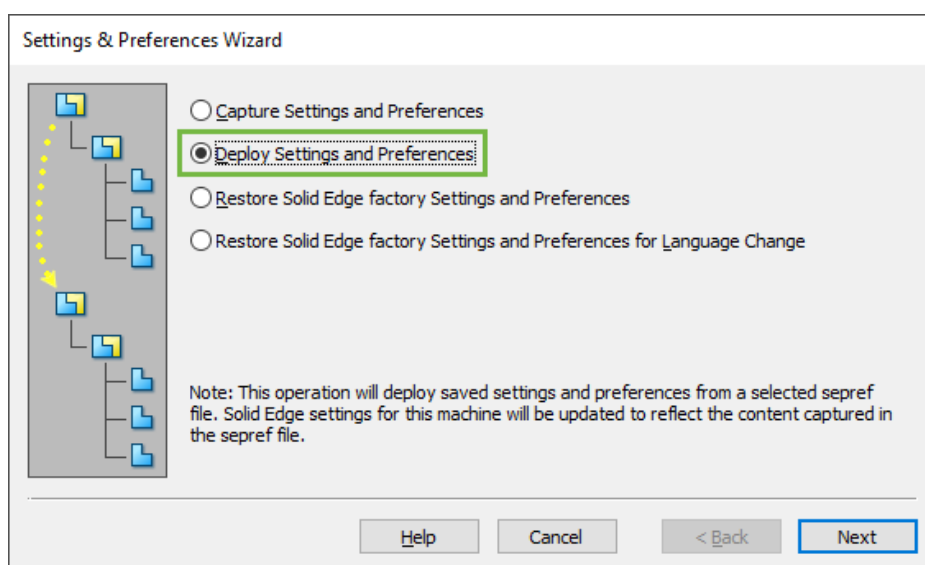 Settings & Preferences Wizard
Capture Settings and Preferences
Deploy Settings and Preferences
Restore Solid Edge factory Settings and Preferences
Restore Solid Edge factory Settings and Preferences for Language Change
Note: This operation will deploy saved settings and preferences from a selected sepref
file. Solid Edge settings for this machine will be updated to reflect the content captured in
the sepref file.
Help
Cancel
< Back
Next